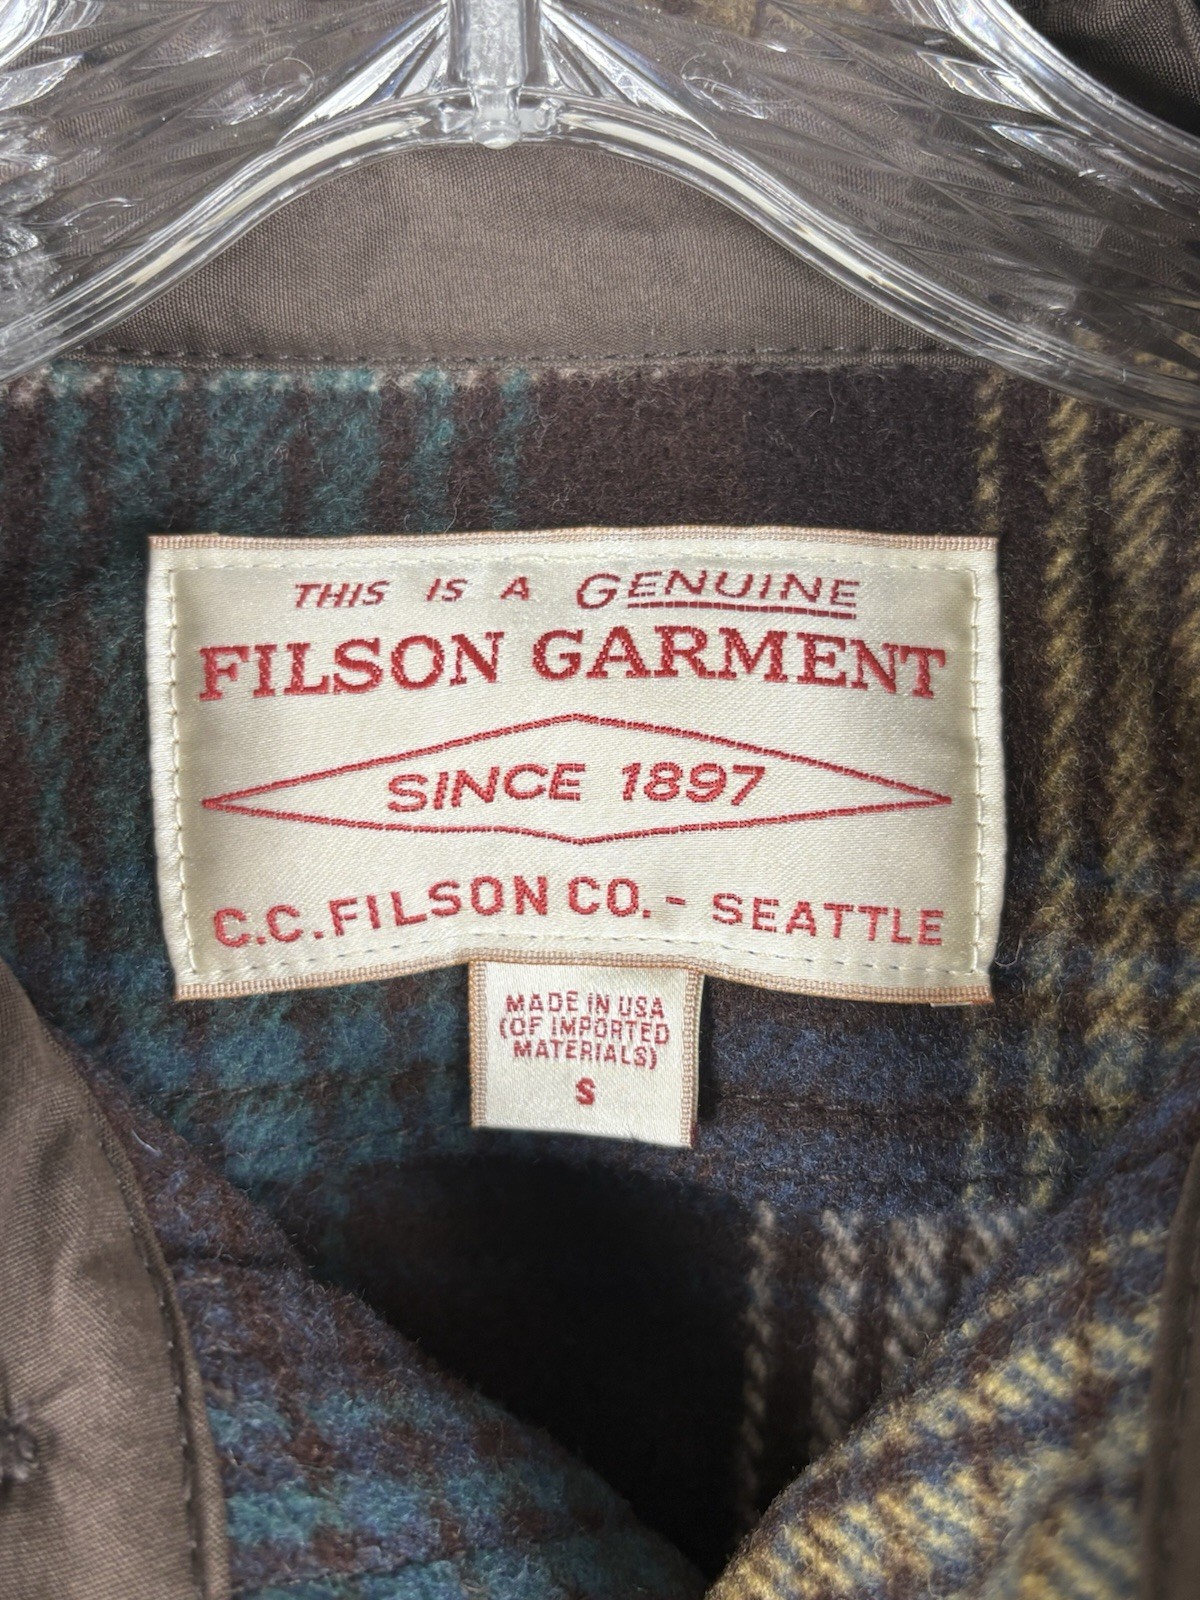 THIS IS A GENUINE
FILSON GARMENT
SINCE 1897
C.C. FILSON CO. - SEATTLE
MADE IN USA
(OF IMPORTED
MATERIALS)
S